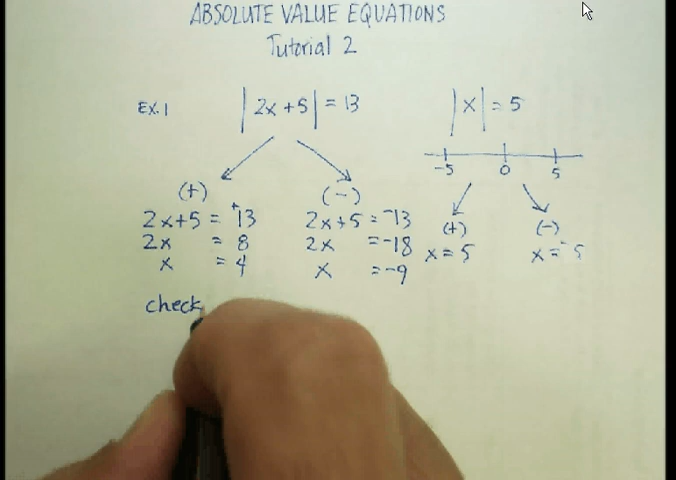 ABSOLUTE VALUE EQUATIONS
Tutorial 2
EX.1 |2x+5| = 13
|x| = 5
-5 0 5
(+) (-)
2x+5 = +13
2x = 8
x = 4
2x+5 = -13
2x = -18
x = -9
(+) (-)
x = 5 x = -5
check